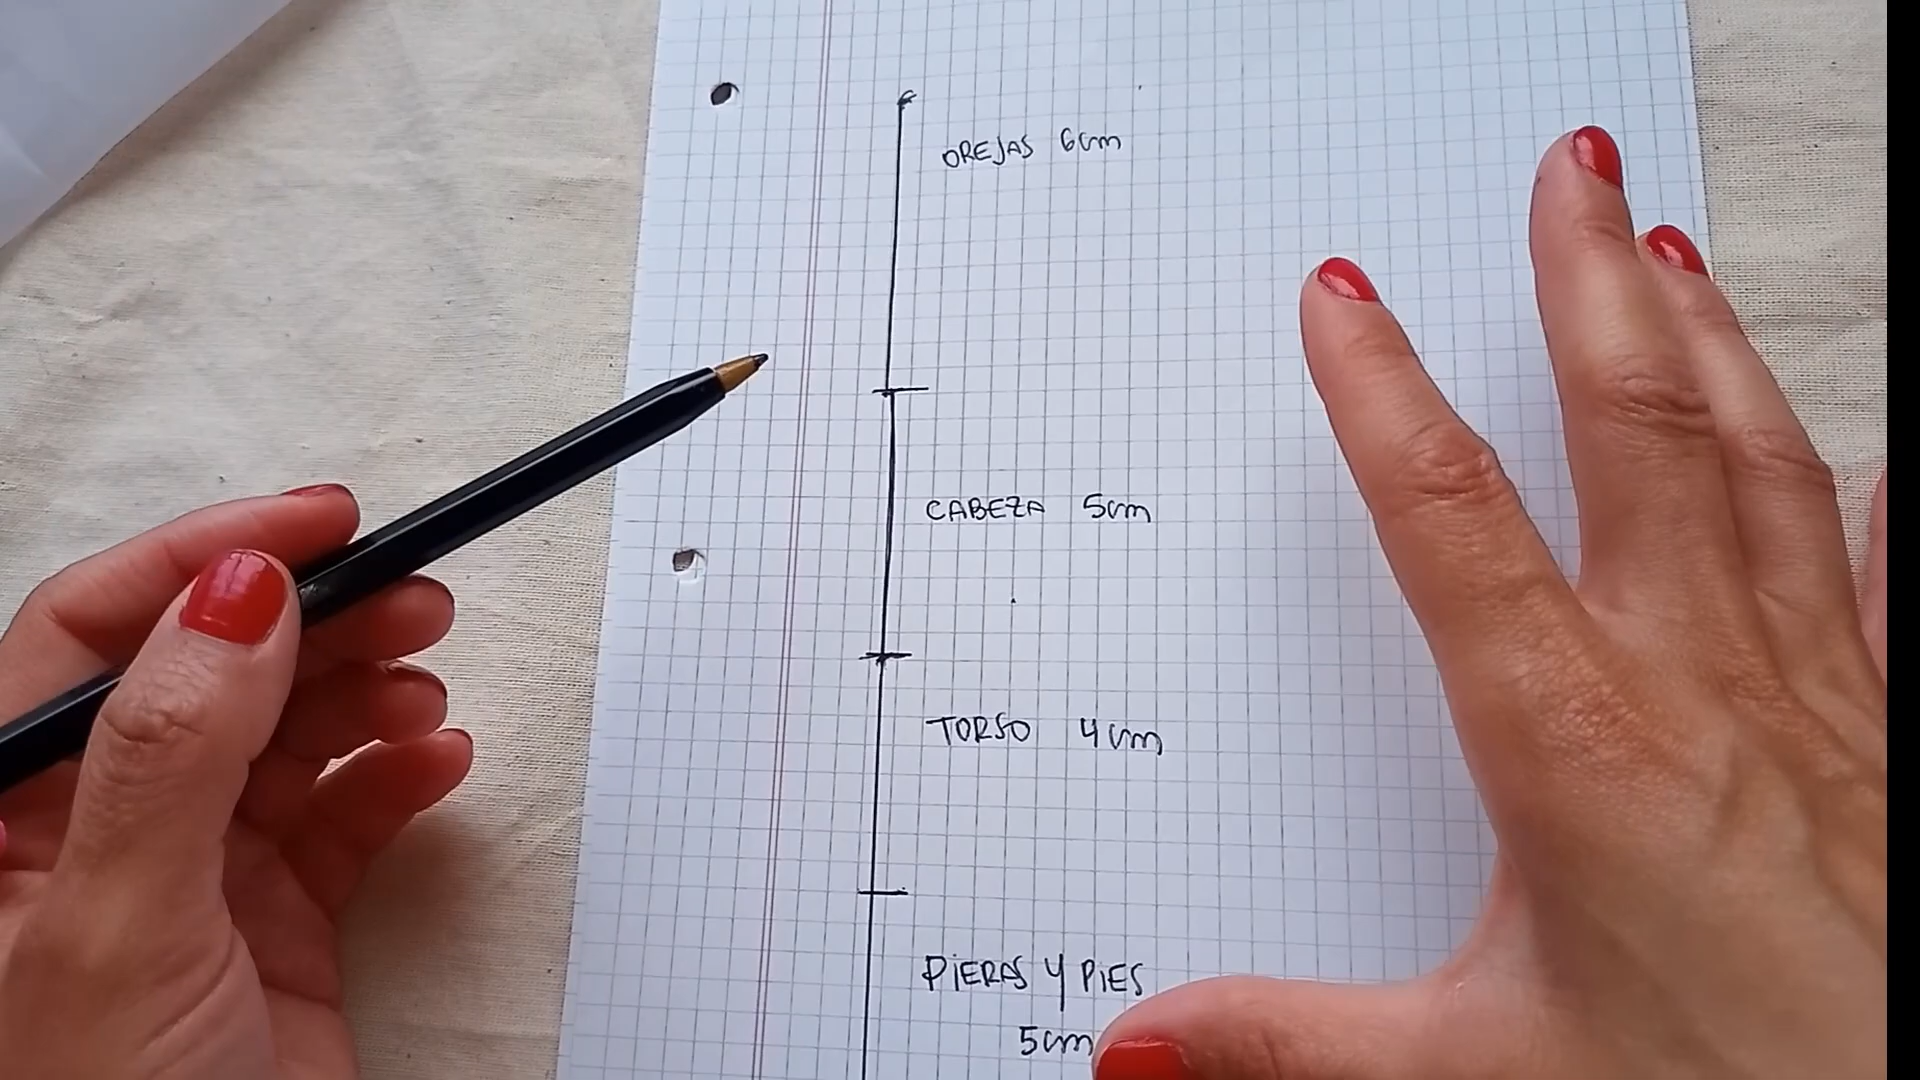 OREJAS 6cm
CABEZA 5cm
TORSO 4cm
PIERAS Y PIES
5cm